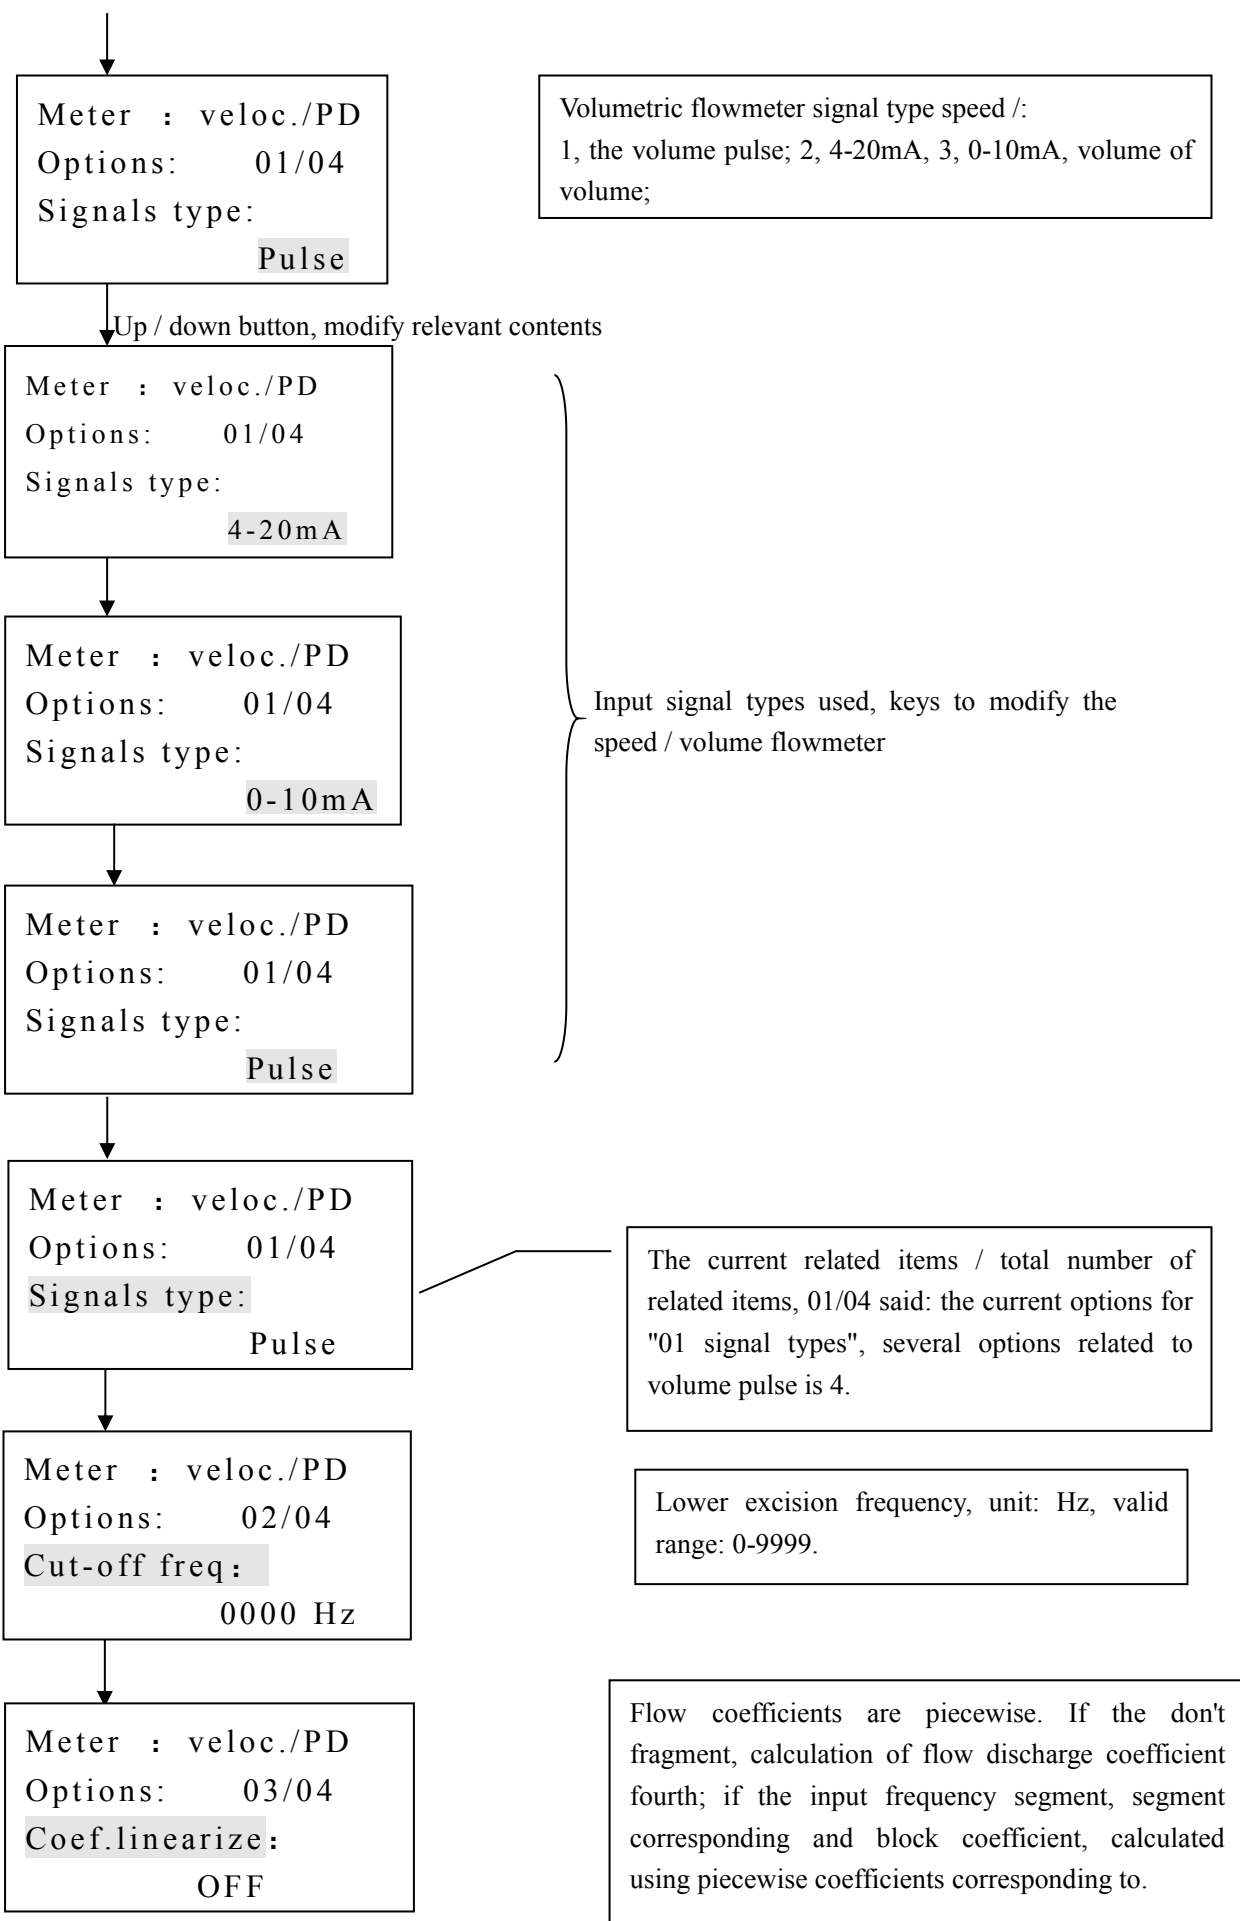 Meter : veloc./PD
Options: 01/04
Signals type:
Pulse
Volumetric flowmeter signal type speed /:
1, the volume pulse; 2, 4-20mA, 3, 0-10mA, volume of
volume;
Up / down button, modify relevant contents
Meter : veloc./PD
Options: 01/04
Signals type:
4-20mA
Meter : veloc./PD
Options: 01/04
Signals type:
0-10mA
Input signal types used, keys to modify the
speed / volume flowmeter
Meter : veloc./PD
Options: 01/04
Signals type:
Pulse
Meter : veloc./PD
Options: 01/04
Signals type:
Pulse
The current related items / total number of
related items, 01/04 said: the current options for
"01 signal types", several options related to
volume pulse is 4.
Meter : veloc./PD
Options: 02/04
Cut-off freq:
0000 Hz
Lower excision frequency, unit: Hz, valid
range: 0-9999.
Meter : veloc./PD
Options: 03/04
Coef.linearize:
OFF
Flow coefficients are piecewise. If the don't
fragment, calculation of flow discharge coefficient
fourth; if the input frequency segment, segment
corresponding and block coefficient, calculated
using piecewise coefficients corresponding to.